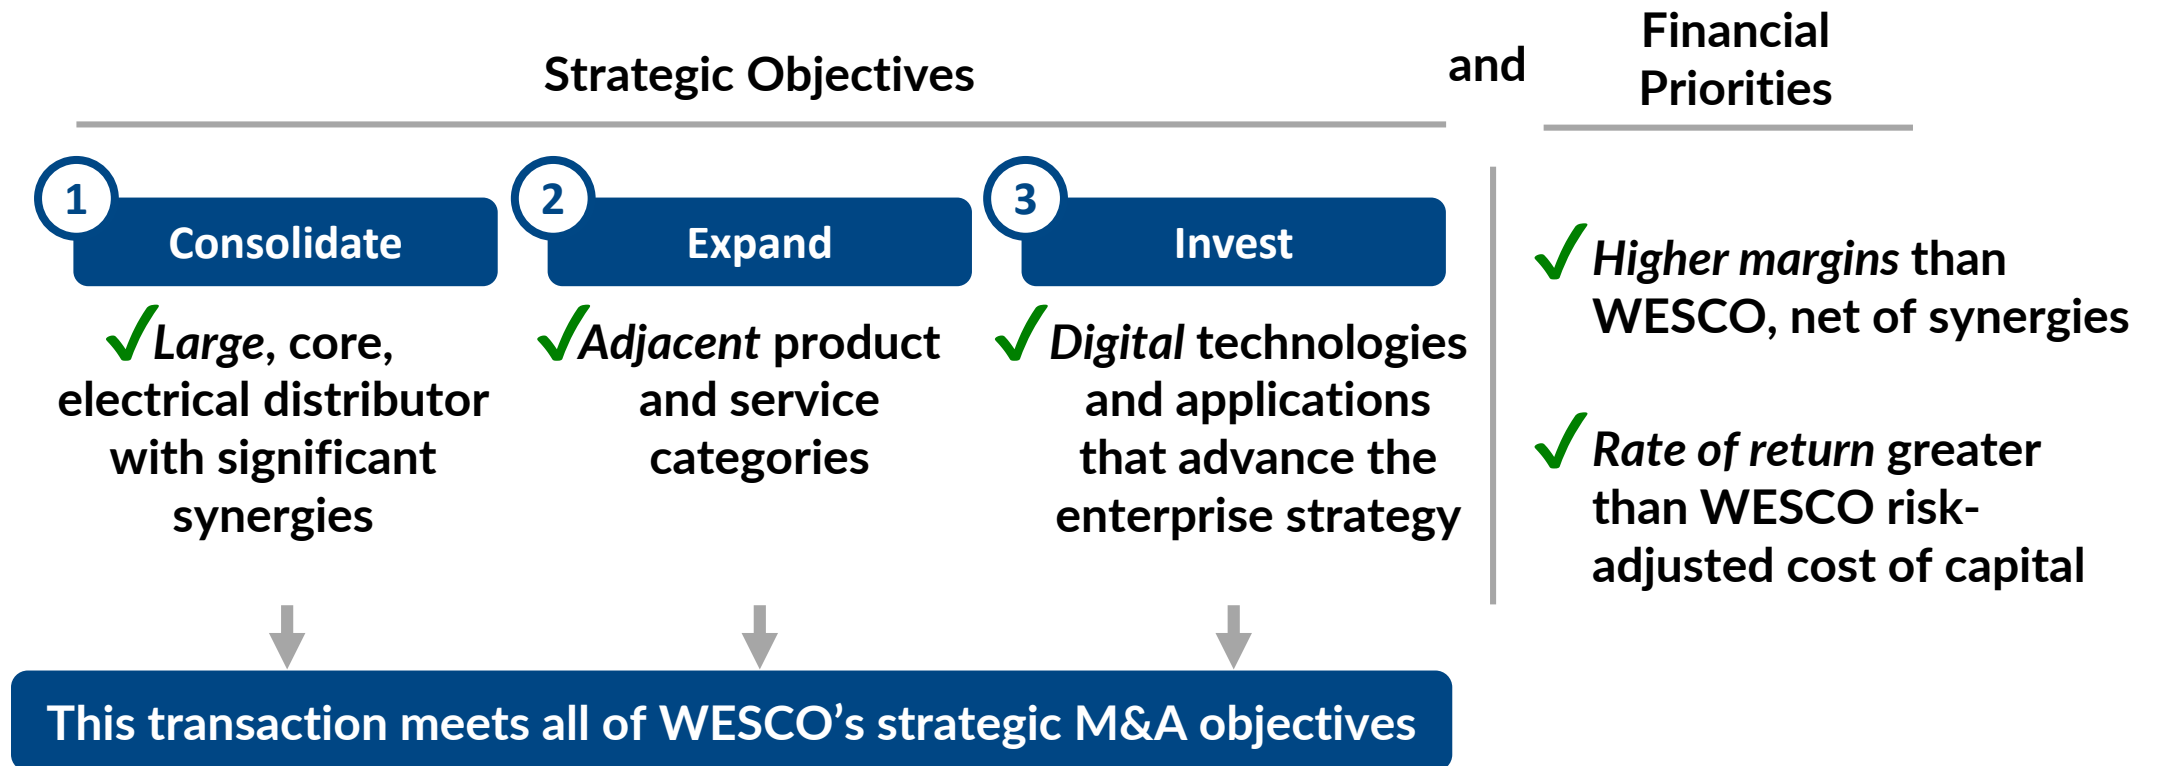 Strategic Objectives
and
Financial
Priorities
1
Consolidate
Large, core,
electrical distributor
with significant
synergies
2
Expand
Adjacent product
and service
categories
3
Invest
Digital technologies
and applications
that advance the
enterprise strategy
Higher margins than
WESCO, net of synergies
Rate of return greater
than WESCO risk-
adjusted cost of capital
This transaction meets all of WESCO’s strategic M&A objectives